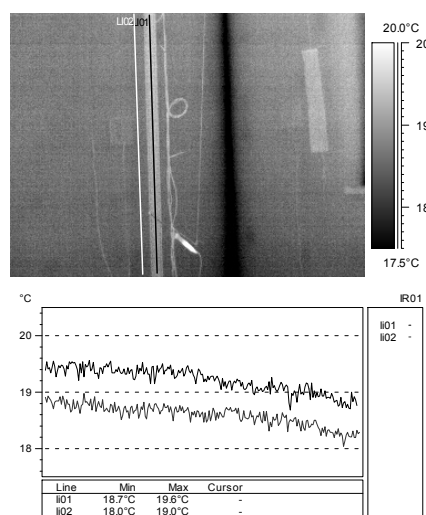 LI02 LI01
20.0°C
20
19
18
17.5°C
°C
IR01
20
19
18
li01 -
li02 -
Line Min Max Cursor
li01 18.7°C 19.6°C -
li02 18.0°C 19.0°C -